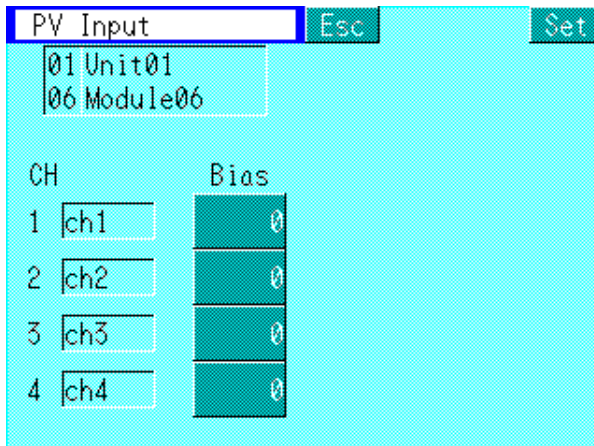 PV Input Esc Set
01 Unit01
06 Module06
CH Bias
1 ch1 0
2 ch2 0
3 ch3 0
4 ch4 0